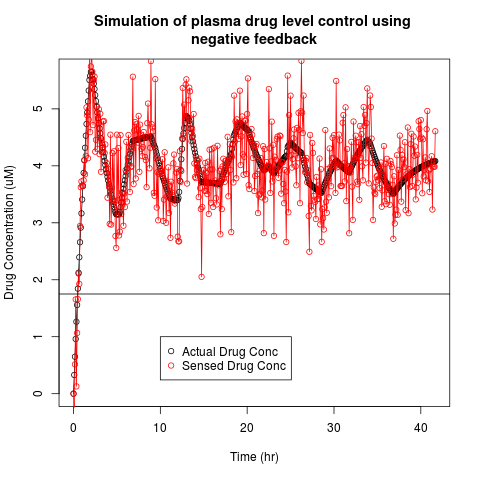 Simulation of plasma drug level control using
negative feedback
Drug Concentration (uM)
5
4
3
2
1
0
Actual Drug Conc
Sensed Drug Conc
0 10 20 30 40
Time (hr)